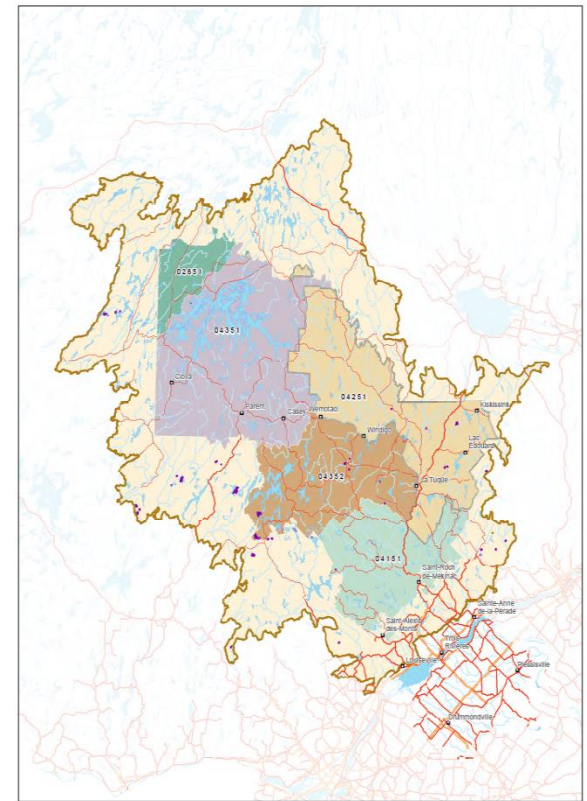 02651
04351
04251
Clova
Parent
Casey
Wemotaci
Kiskissink
Windigo
Lac
Edouard
04352
La Tuque
04151
Saint-Roch
de-Mékinac
Sainte-Anne
de-la-Pérade
Saint-Alexis
des-Monts
Trois
Rivières
Louiseville
Plessisville
Drummondville